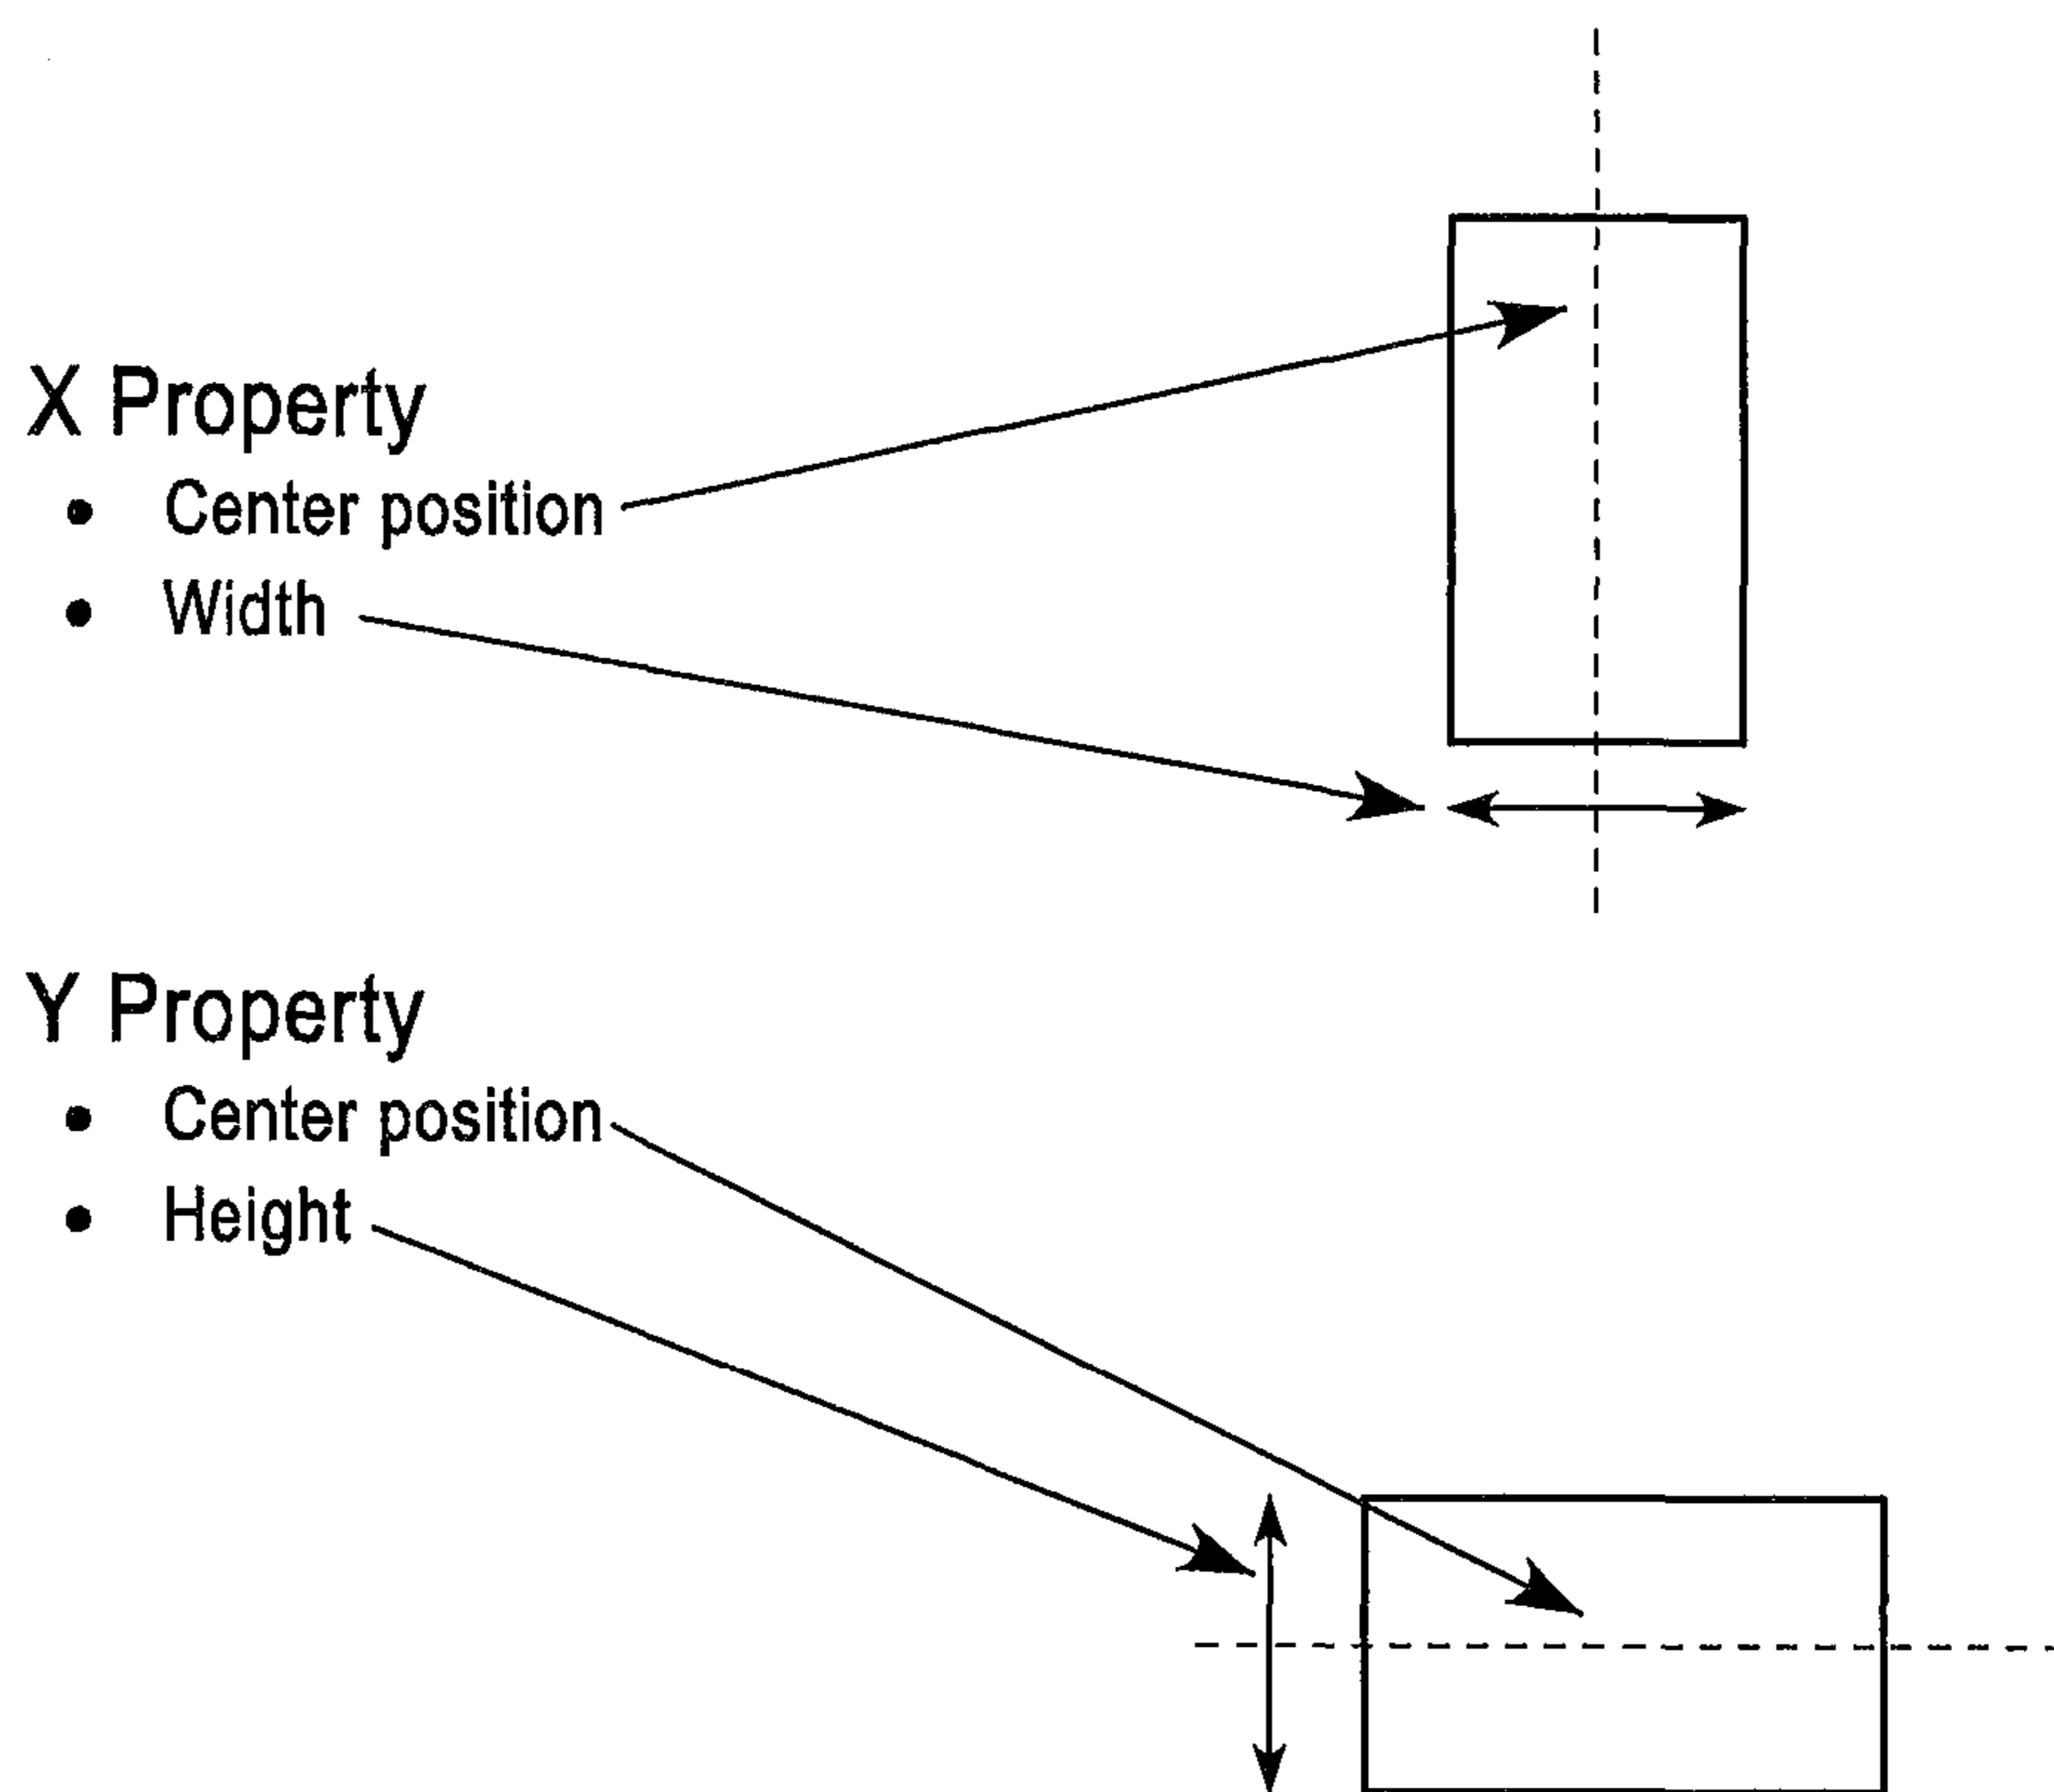 X Property
• Center position
• Width
Y Property
• Center position
• Height